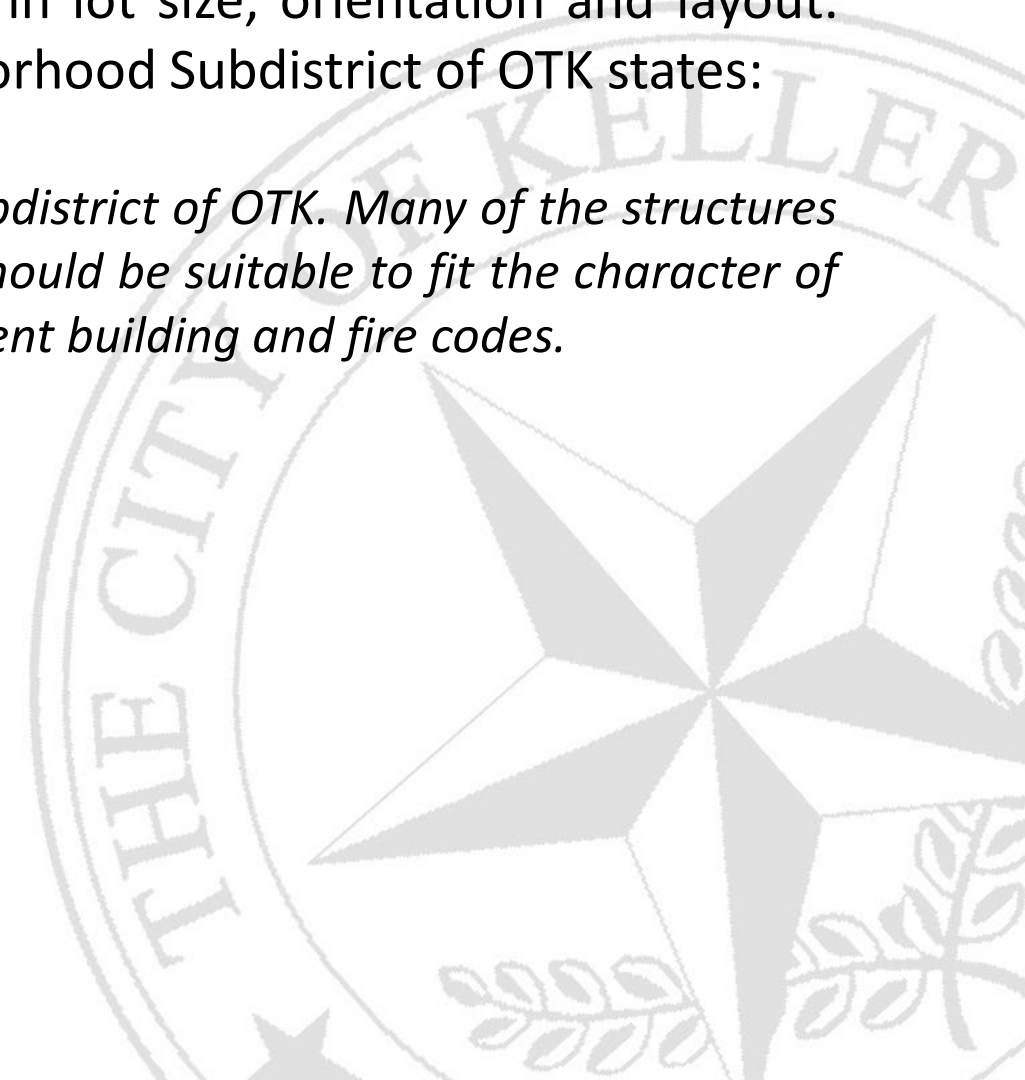 in lot size, orientation and layout.
orhood Subdistrict of OTK states:
bdistrict of OTK. Many of the structures
hould be suitable to fit the character of
ent building and fire codes.
THE CITY OF KELLER